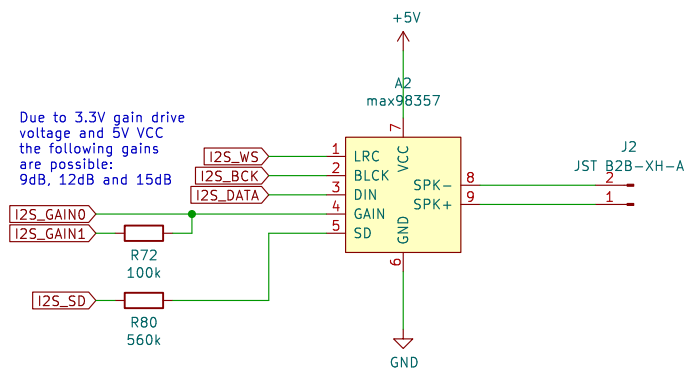 +5V
A2
max98357
Due to 3.3V gain drive
voltage and 5V VCC
the following gains
are possible:
9dB, 12dB and 15dB
7
VCC
J2
JST B2B-XH-A
I2S_WS 1 LRC
I2S_BCK 2 BLCK
I2S_DATA 3 DIN
I2S_GAIN0 4 GAIN
I2S_GAIN1 5 SD
SPK- 8 2
SPK+ 9 1
GND
6
R72
100k
I2S_SD
R80
560k
GND